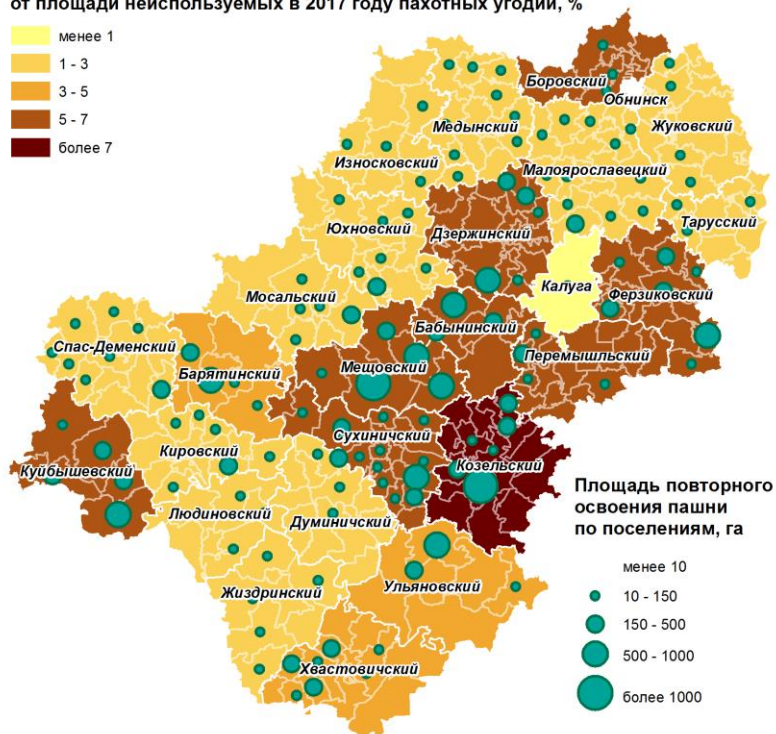 от площади неиспользуемых в 2017 году пахотных угодий, %
менее 1
1 - 3
3 - 5
5 - 7
более 7
Боровский
Обнинск
Медынский
Жуковский
Износковский
Малоярославецкий
Юхновский
Тарусский
Дзержинский
Калуга
Мосальский
Ферзиковский
Бабынинский
Спас-Деменский
Перемышльский
Мещовский
Барятинский
Сухиничский
Кировский
Козельский
Куйбышевский
Площадь повторного
освоения пашни
по поселениям, га
Людиновский
Думиничский
менее 10
Ульяновский
Жиздринский
10 - 150
150 - 500
500 - 1000
Хвастовичский
более 1000